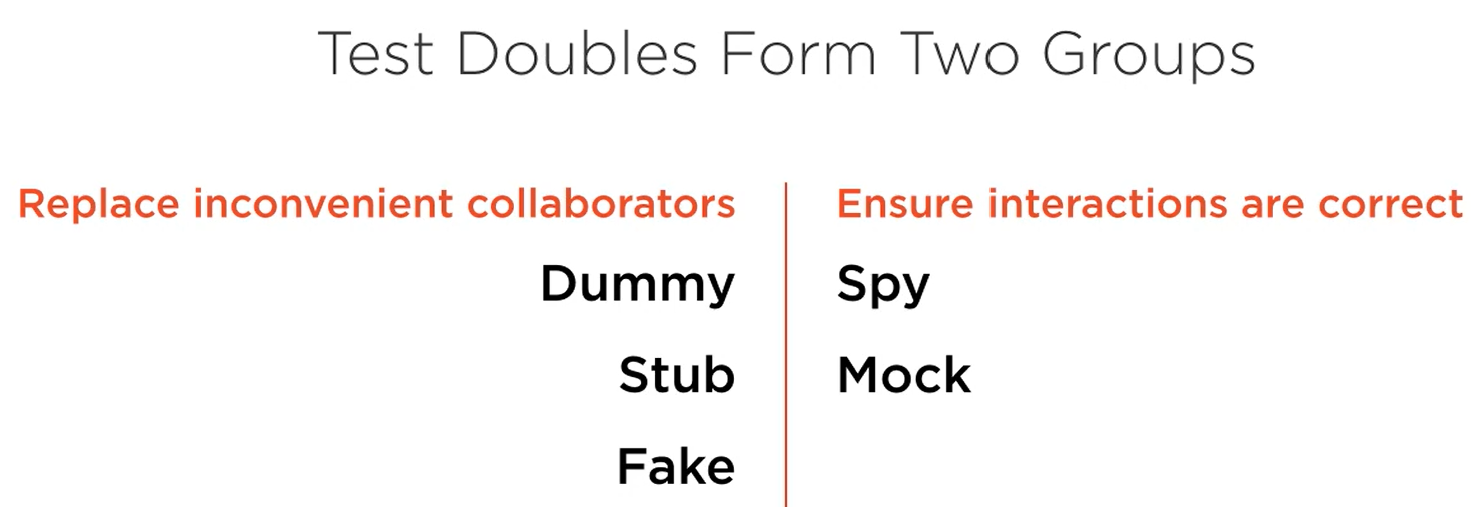 Test Doubles Form Two Groups
Replace inconvenient collaborators
Dummy
Stub
Fake
Ensure interactions are correct
Spy
Mock